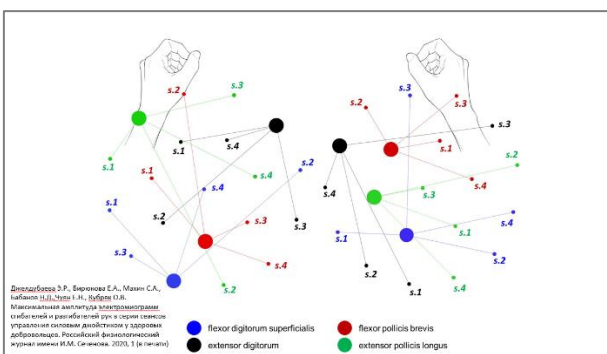 s.2
s.3
s.1
s.4
s.1
s.1
s.4
s.2
s.4
s.1
s.2
s.3
s.3
s.3
s.4
s.2
s.3
s.2
s.3
s.3
s.1
s.2
s.4
s.4
s.3
s.4
s.1
s.1
s.2
s.2
s.4
s.1
Джелдубаева Э.Р., Бирюкова Е.А., Махин С.А.,
Бабанов Н.Д.,Чуян Е.Н., Кубряк О.В.
Максимальная амплитуда электромиограмм
сгибателей и разгибателей рук в серии сеансов
управления силовым джойстиком у здоровых
добровольцев. Российский физиологический
журнал имени И.М. Сеченова. 2020, 1 (в печати)
flexor digitorum superficialis
flexor pollicis brevis
extensor digitorum
extensor pollicis longus